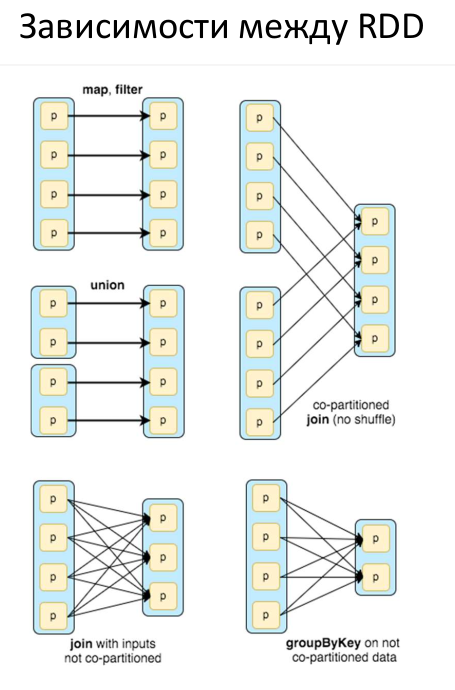 Зависимости между RDD
map, filter
p p p
p p p
p p p
p p p
p
p
p
p
union
p p p
p p p
p p p
p p p
co-partitioned
join (no shuffle)
p p p
p p p
p p p
p p
p p
join with inputs
not co-partitioned
groupByKey on not
co-partitioned data